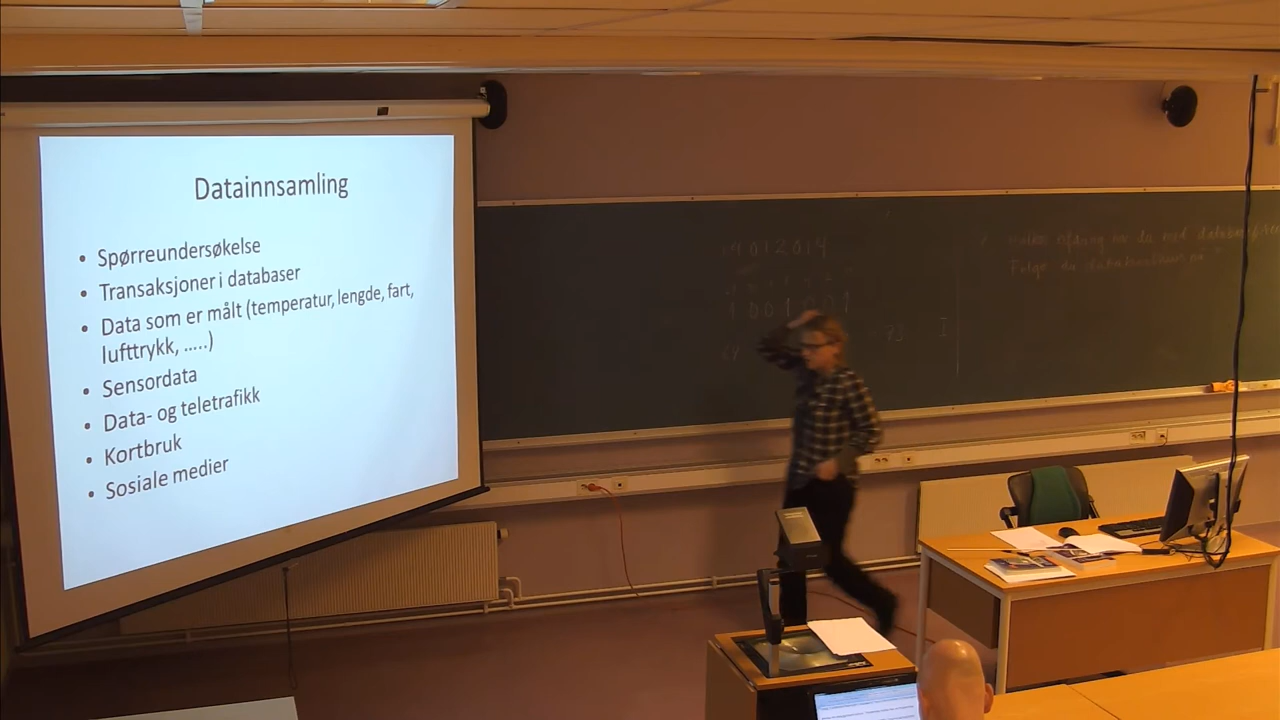 Datainnsamling
• Spørreundersøkelse
• Transaksjoner i databaser
• Data som er målt (temperatur, lengde, fart,
lufttrykk, .....)
• Sensordata
• Data- og teletrafikk
• Kortbruk
• Sosiale medier
1001001